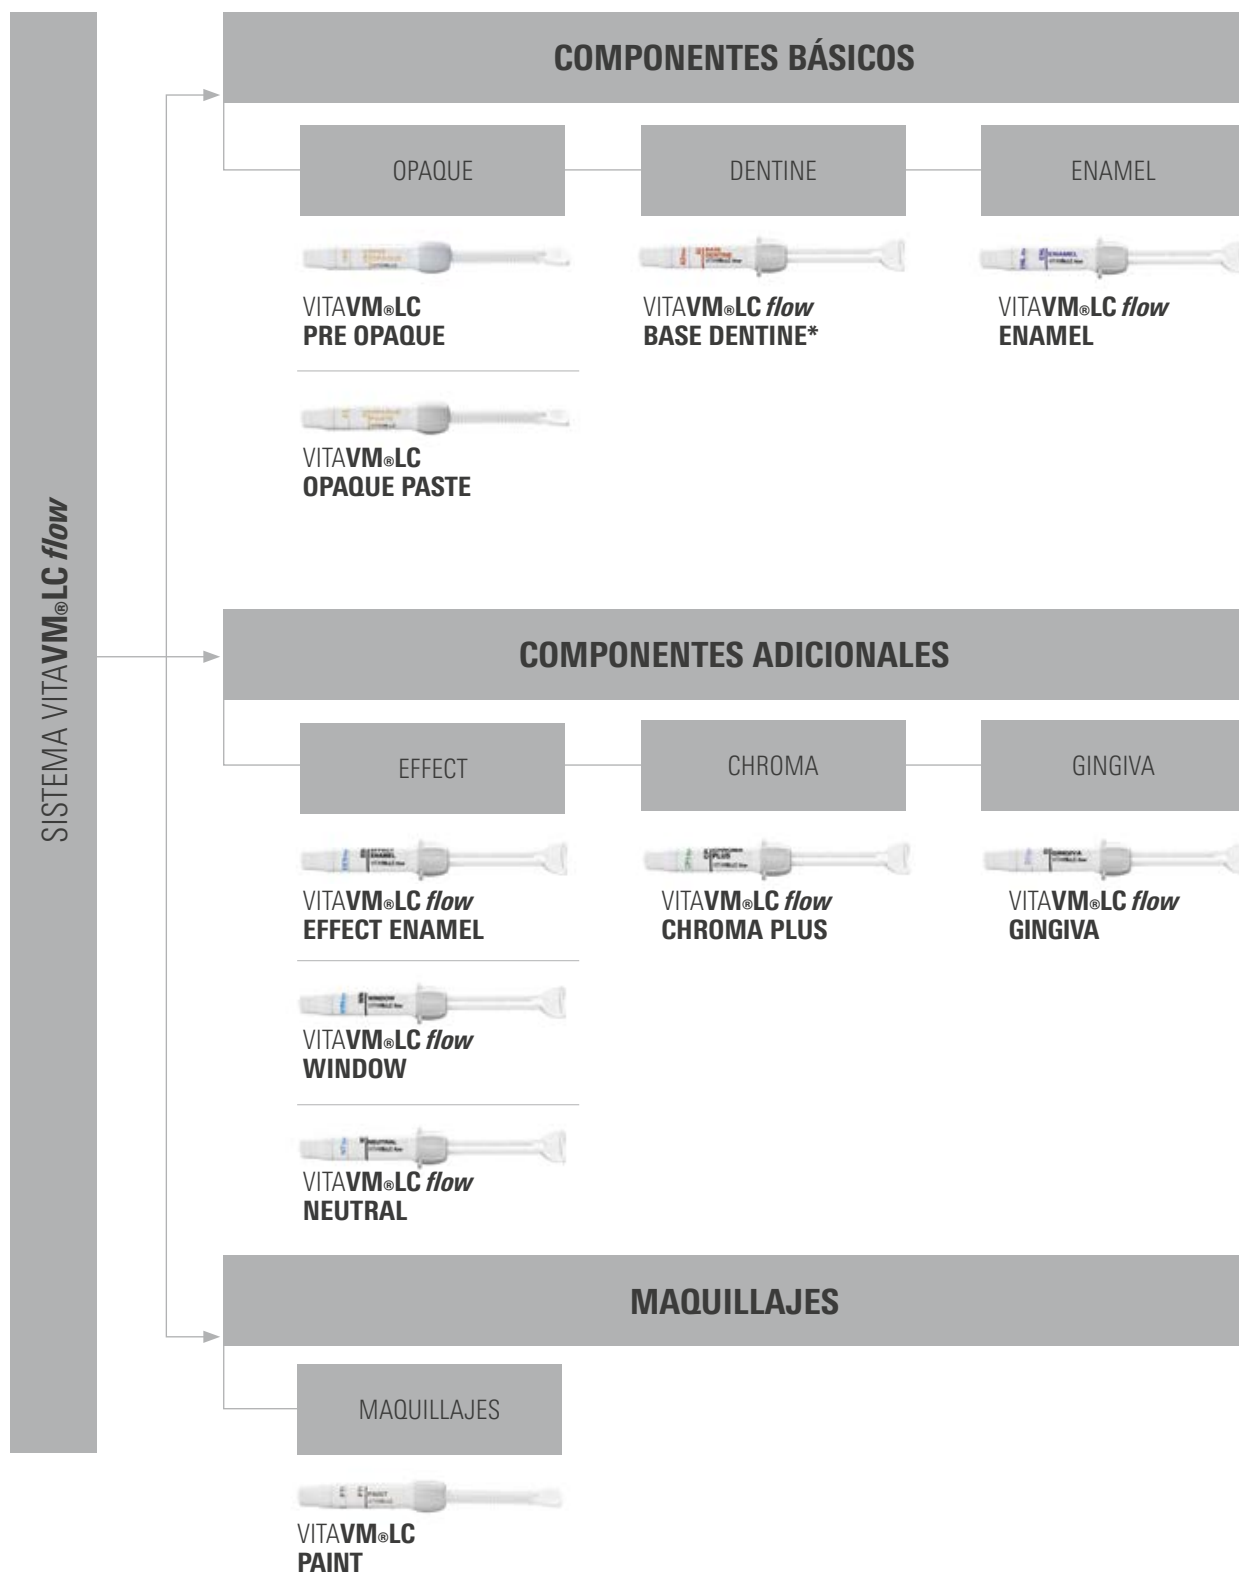 SISTEMA VITAVM®LC flow
COMPONENTES BÁSICOS
OPAQUE
DENTINE
ENAMEL
VITAVM®LC
PRE OPAQUE
VITAVM®LC flow
BASE DENTINE*
VITAVM®LC flow
ENAMEL
VITAVM®LC
OPAQUE PASTE
COMPONENTES ADICIONALES
EFFECT
CHROMA
GINGIVA
VITAVM®LC flow
EFFECT ENAMEL
VITAVM®LC flow
CHROMA PLUS
VITAVM®LC flow
GINGIVA
VITAVM®LC flow
WINDOW
VITAVM®LC flow
NEUTRAL
MAQUILLAJES
MAQUILLAJES
VITAVM®LC
PAINT